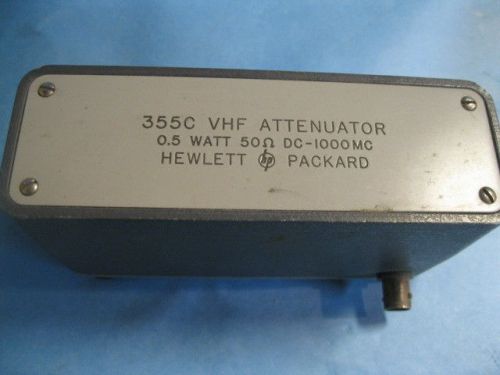 355C VHF ATTENUATOR
0.5 WATT 50Ω DC-1000MC
HEWLETT hp PACKARD